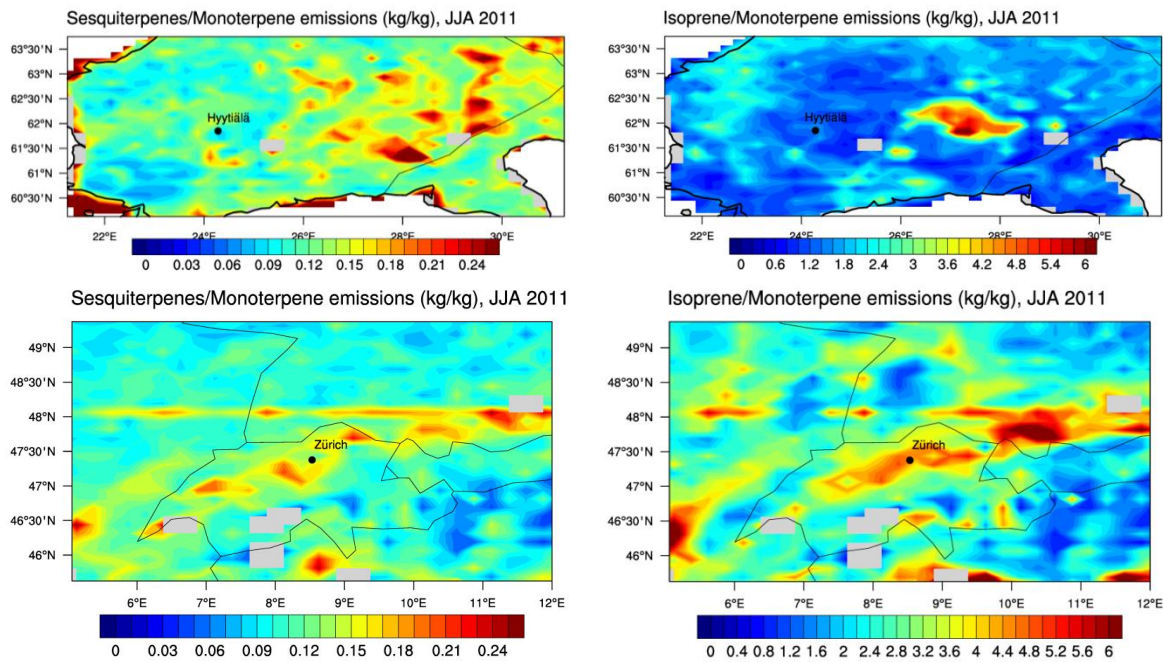 Sesquiterpenes/Monoterpene emissions (kg/kg), JJA 2011
63°30'N
63°N
62°30'N
62°N
61°30'N
61°N
60°30'N
Hyytiälä
22°E 24°E 26°E 28°E 30°E
0 0.03 0.06 0.09 0.12 0.15 0.18 0.21 0.24
Isoprene/Monoterpene emissions (kg/kg), JJA 2011
63°30'N
63°N
62°30'N
62°N
61°30'N
61°N
60°30'N
Hyytiälä
22°E 24°E 26°E 28°E 30°E
0 0.6 1.2 1.8 2.4 3 3.6 4.2 4.8 5.4 6
Sesquiterpenes/Monoterpene emissions (kg/kg), JJA 2011
49°N
48°30'N
48°N
47°30'N
47°N
46°30'N
46°N
Zürich
6°E 7°E 8°E 9°E 10°E 11°E 12°E
0 0.03 0.06 0.09 0.12 0.15 0.18 0.21 0.24
Isoprene/Monoterpene emissions (kg/kg), JJA 2011
49°N
48°30'N
48°N
47°30'N
47°N
46°30'N
46°N
Zürich
6°E 7°E 8°E 9°E 10°E 11°E 12°E
0 0.4 0.8 1.2 1.6 2 2.4 2.8 3.2 3.6 4 4.4 4.8 5.2 5.6 6